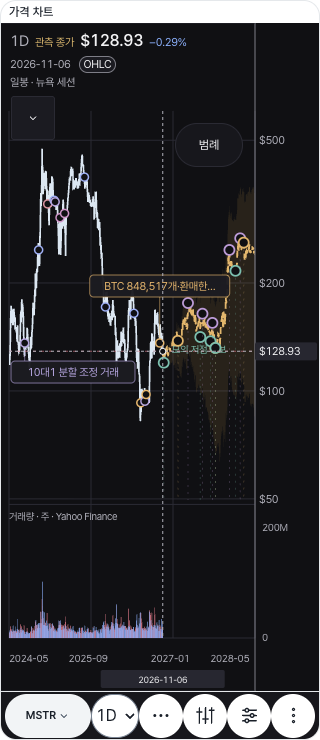 가격 차트
1D 관측 종가 $128.93 −0.29%
2026-11-06 OHLC
일봉 · 뉴욕 세션
범례
$500
BTC 848,517개·환매한…
$200
$128.93
10대1 분할 조정 거래
$100
$50
거래량 · 주 · Yahoo Finance
200M
0
2024-05 2025-09 2027-01 2028-05
2026-11-06
MSTR 1D